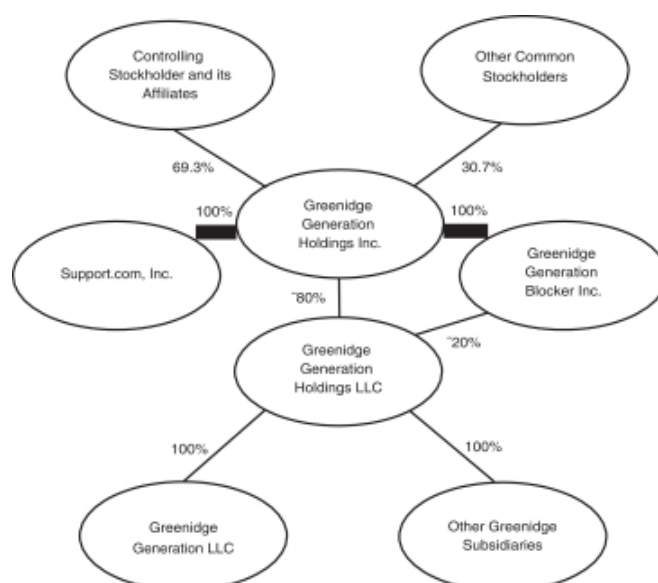 Controlling
Stockholder and its
Affiliates
Other Common
Stockholders
69.3%
30.7%
100%
Greenidge
Generation
Holdings Inc.
100%
Support.com, Inc.
Greenidge
Generation
Blocker Inc.
~80%
~20%
Greenidge
Generation
Holdings LLC
100%
100%
Greenidge
Generation LLC
Other Greenidge
Subsidiaries